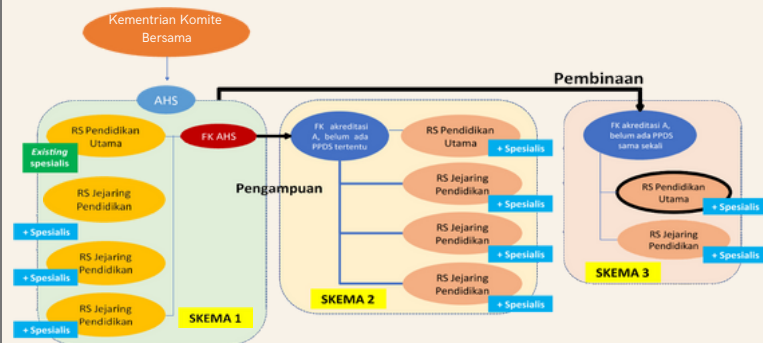 Kementrian Komite
Bersama
AHS
Pembinaan
RS Pendidikan
Utama
Existing
spesialis
FK AHS
RS Jejaring
Pendidikan
+ Spesialis
RS Jejaring
Pendidikan
+ Spesialis
RS Jejaring
Pendidikan
+ Spesialis
SKEMA 1
Pengampuan
FK akreditasi
A, belum ada
PPDS tertentu
RS Pendidikan
Utama
+ Spesialis
RS Jejaring
Pendidikan
+ Spesialis
RS Jejaring
Pendidikan
+ Spesialis
RS Jejaring
Pendidikan
+ Spesialis
SKEMA 2
FK akreditasi A,
belum ada PPDS
sama sekali
RS Pendidikan
Utama
+ Spesialis
RS Jejaring
Pendidikan
+ Spesialis
SKEMA 3